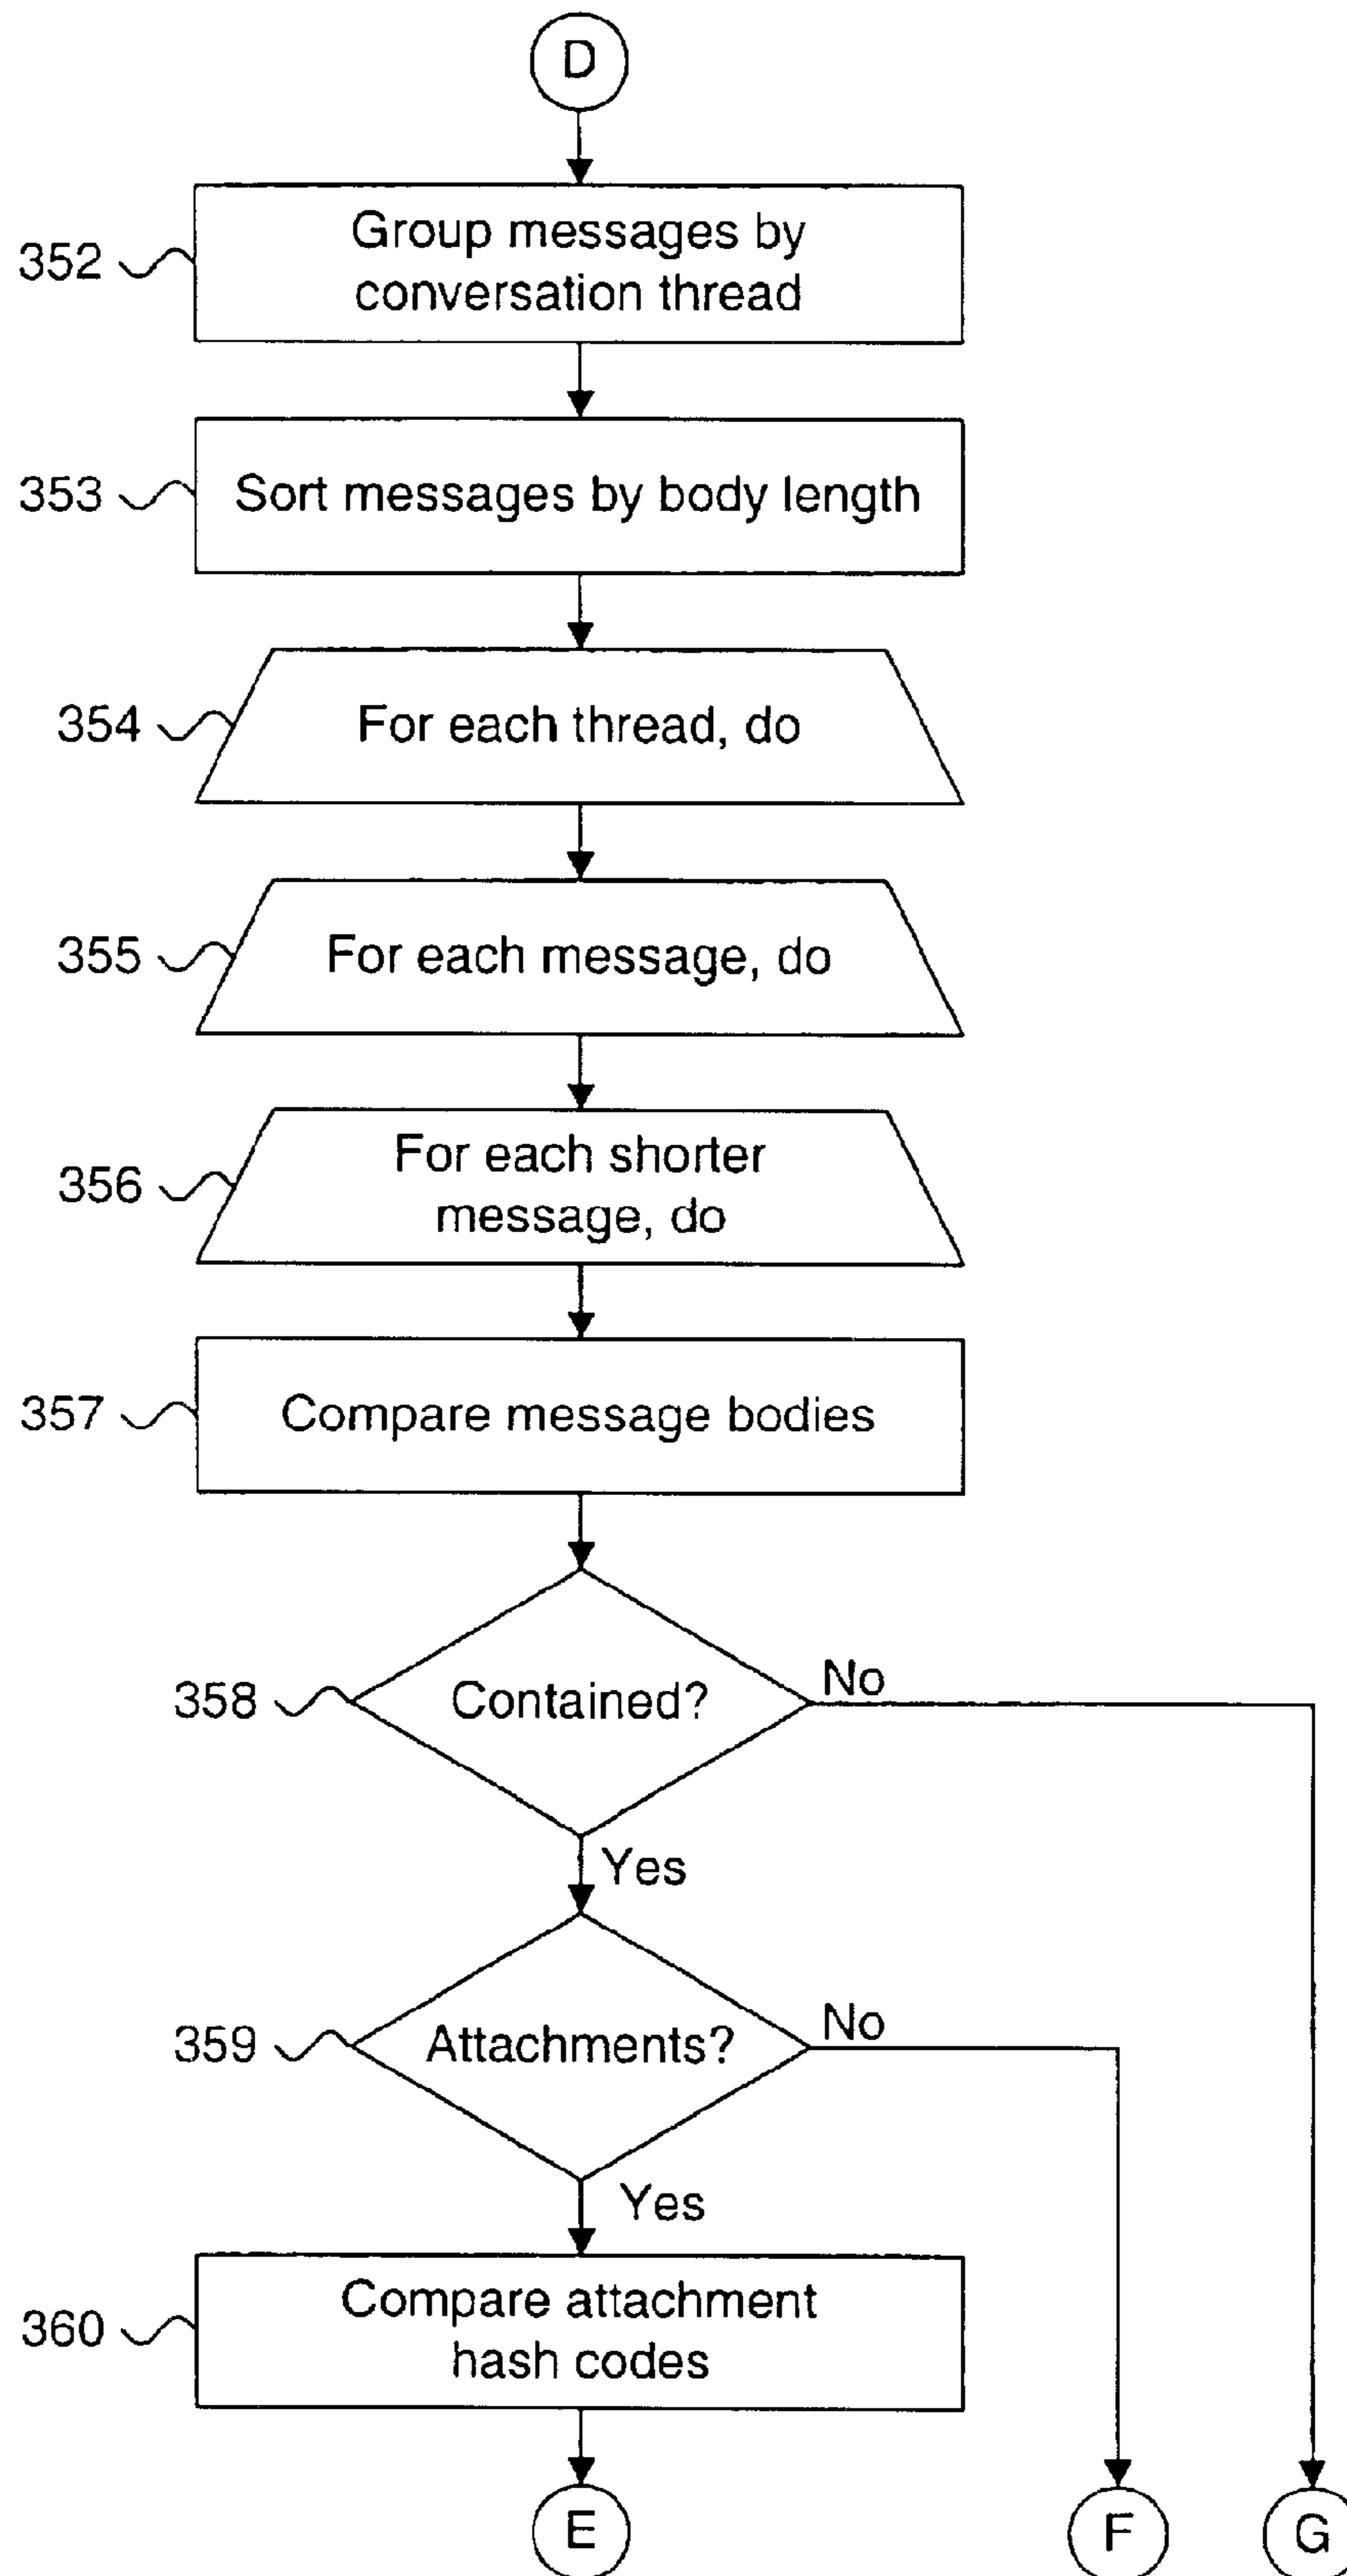 D
352
Group messages by
conversation thread
353
Sort messages by body length
354
For each thread, do
355
For each message, do
356
For each shorter
message, do
357
Compare message bodies
358
Contained?
No
Yes
359
Attachments?
No
Yes
360
Compare attachment
hash codes
E
F
G